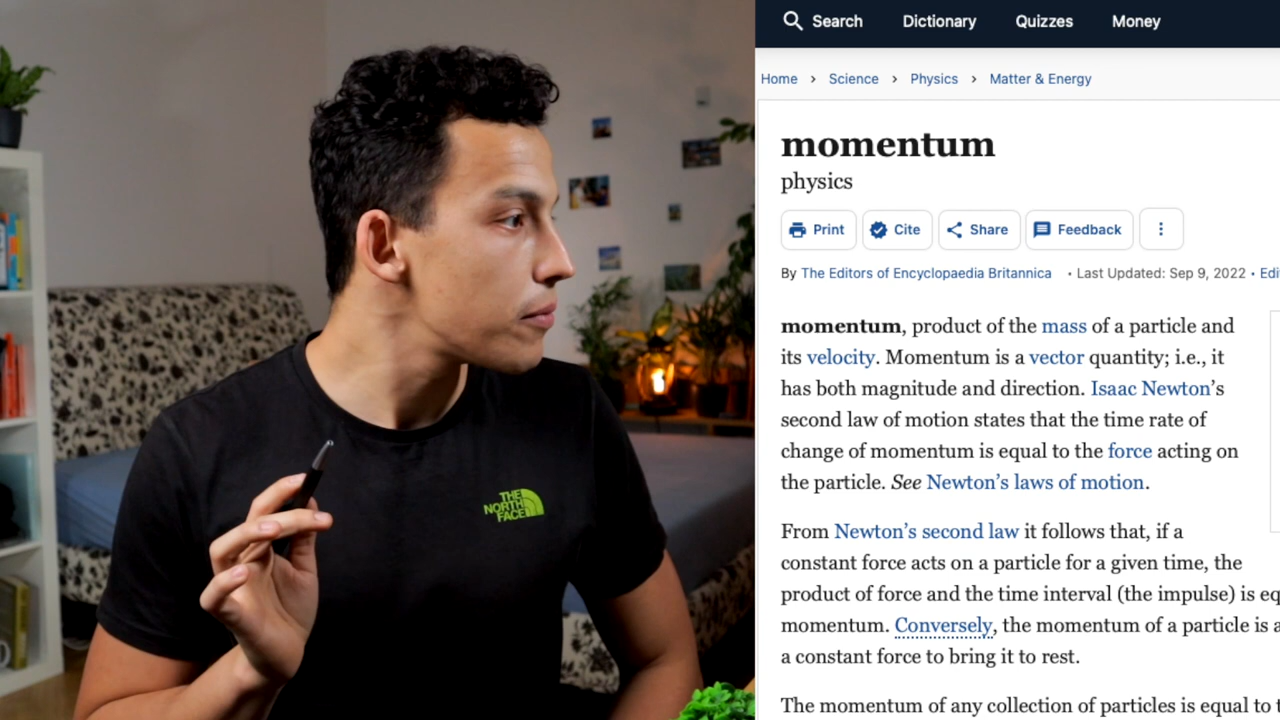 Search Dictionary Quizzes Money
Home > Science > Physics > Matter & Energy
momentum
physics
Print Cite Share Feedback
By The Editors of Encyclopaedia Britannica • Last Updated: Sep 9, 2022 •
momentum, product of the mass of a particle and
its velocity. Momentum is a vector quantity; i.e., it
has both magnitude and direction. Isaac Newton's
second law of motion states that the time rate of
change of momentum is equal to the force acting on
the particle. See Newton's laws of motion.
From Newton's second law it follows that, if a
constant force acts on a particle for a given time, the
product of force and the time interval (the impulse) is
momentum. Conversely, the momentum of a particle is
a constant force to bring it to rest.
The momentum of any collection of particles is equal to
THE
NORTH
FACE